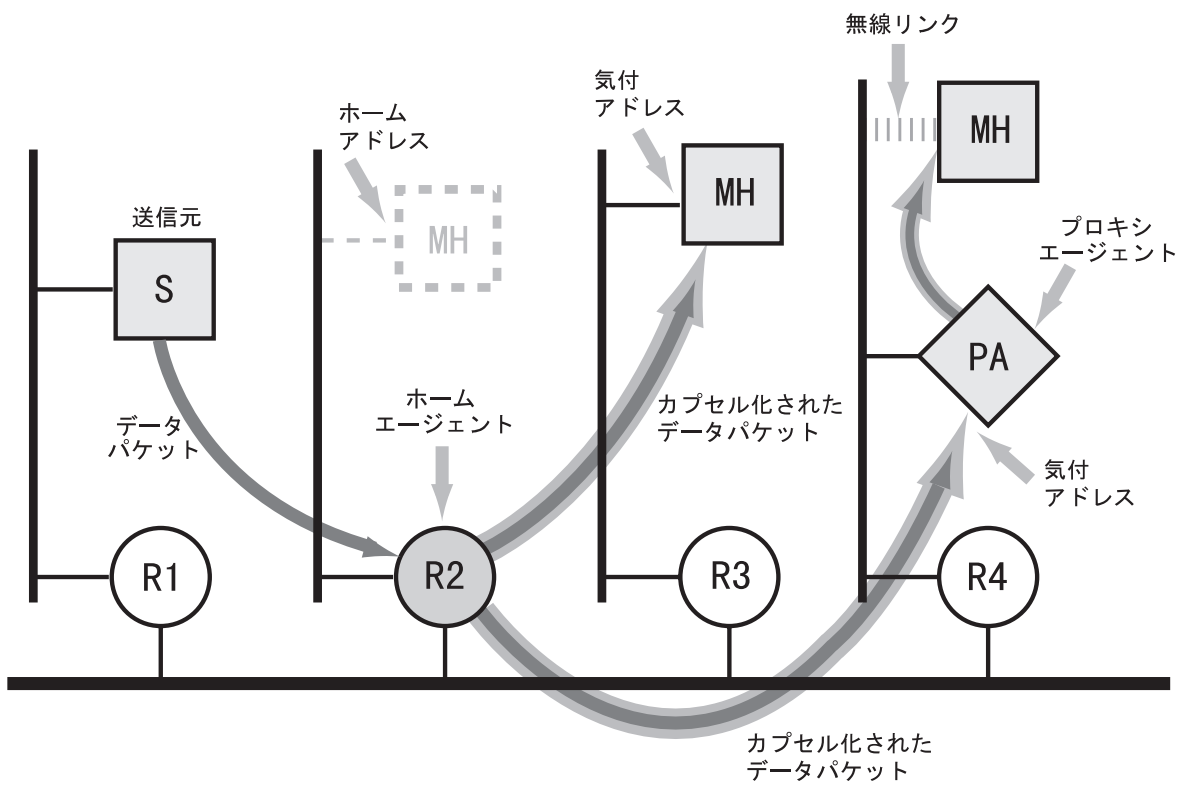 無線リンク
MH
気付
アドレス
MH
ホーム
アドレス
MH
送信元
S
プロキシ
エージェント
PA
データ
パケット
ホーム
エージェント
カプセル化された
データパケット
気付
アドレス
R1
R2
R3
R4
カプセル化された
データパケット